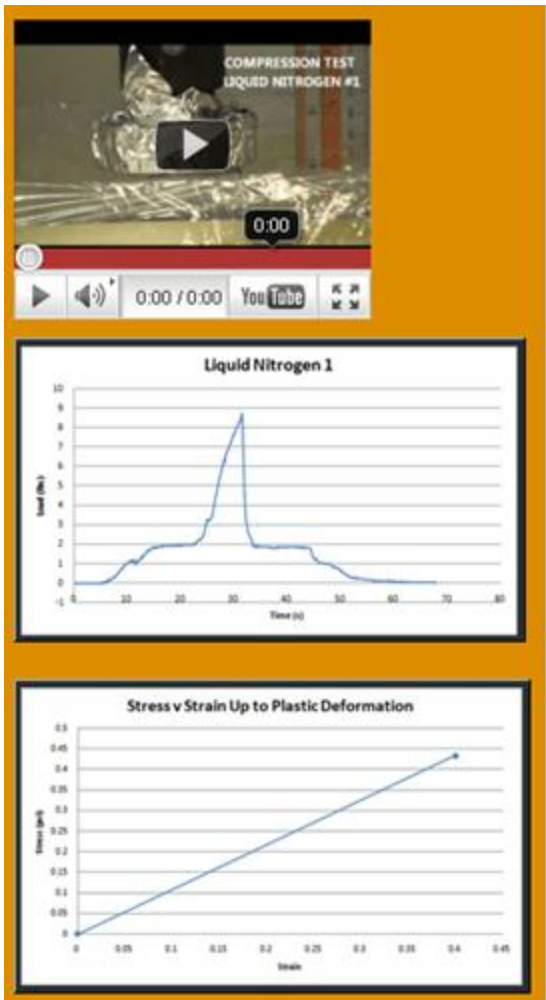 COMPRESSION TEST
LIQUID NITROGEN #1
0:00
0:00 / 0:00 YouTube
Liquid Nitrogen 1
10
9
8
7
6
5
4
3
2
1
0
-1
0 10 20 30 40 50 60 70 80
Load (lbs)
Time (s)
Stress v Strain Up to Plastic Deformation
0.5
0.45
0.4
0.35
0.3
0.25
0.2
0.15
0.1
0.05
0
0 0.05 0.1 0.15 0.2 0.25 0.3 0.35 0.4 0.45
Stress (psi)
Strain